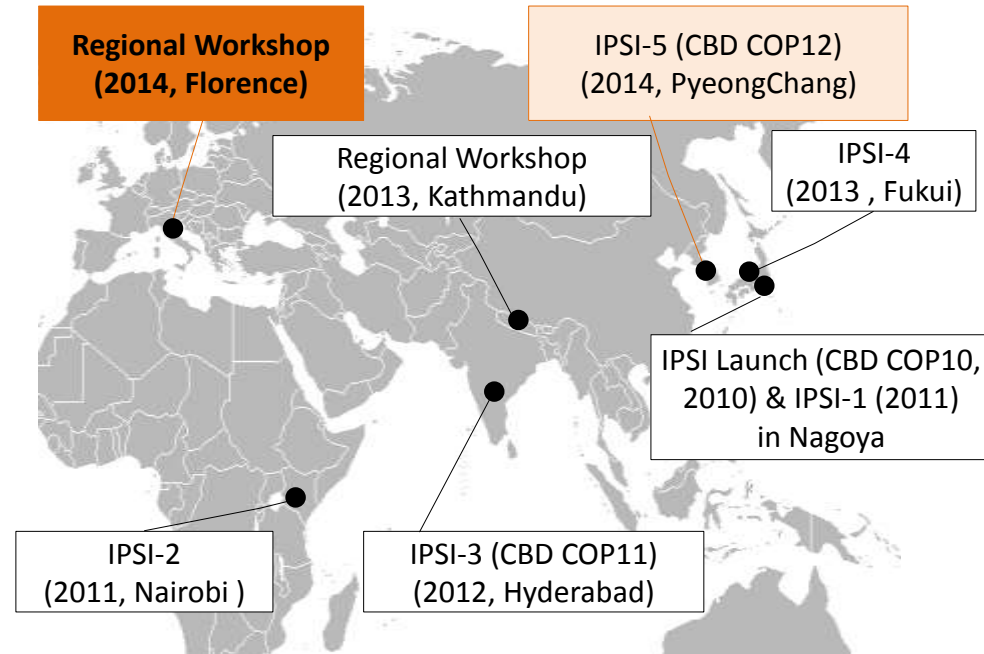 Regional Workshop
(2014, Florence)
IPSI-5 (CBD COP12)
(2014, PyeongChang)
Regional Workshop
(2013, Kathmandu)
IPSI-4
(2013 , Fukui)
IPSI Launch (CBD COP10,
2010) & IPSI-1 (2011)
in Nagoya
IPSI-2
(2011, Nairobi )
IPSI-3 (CBD COP11)
(2012, Hyderabad)